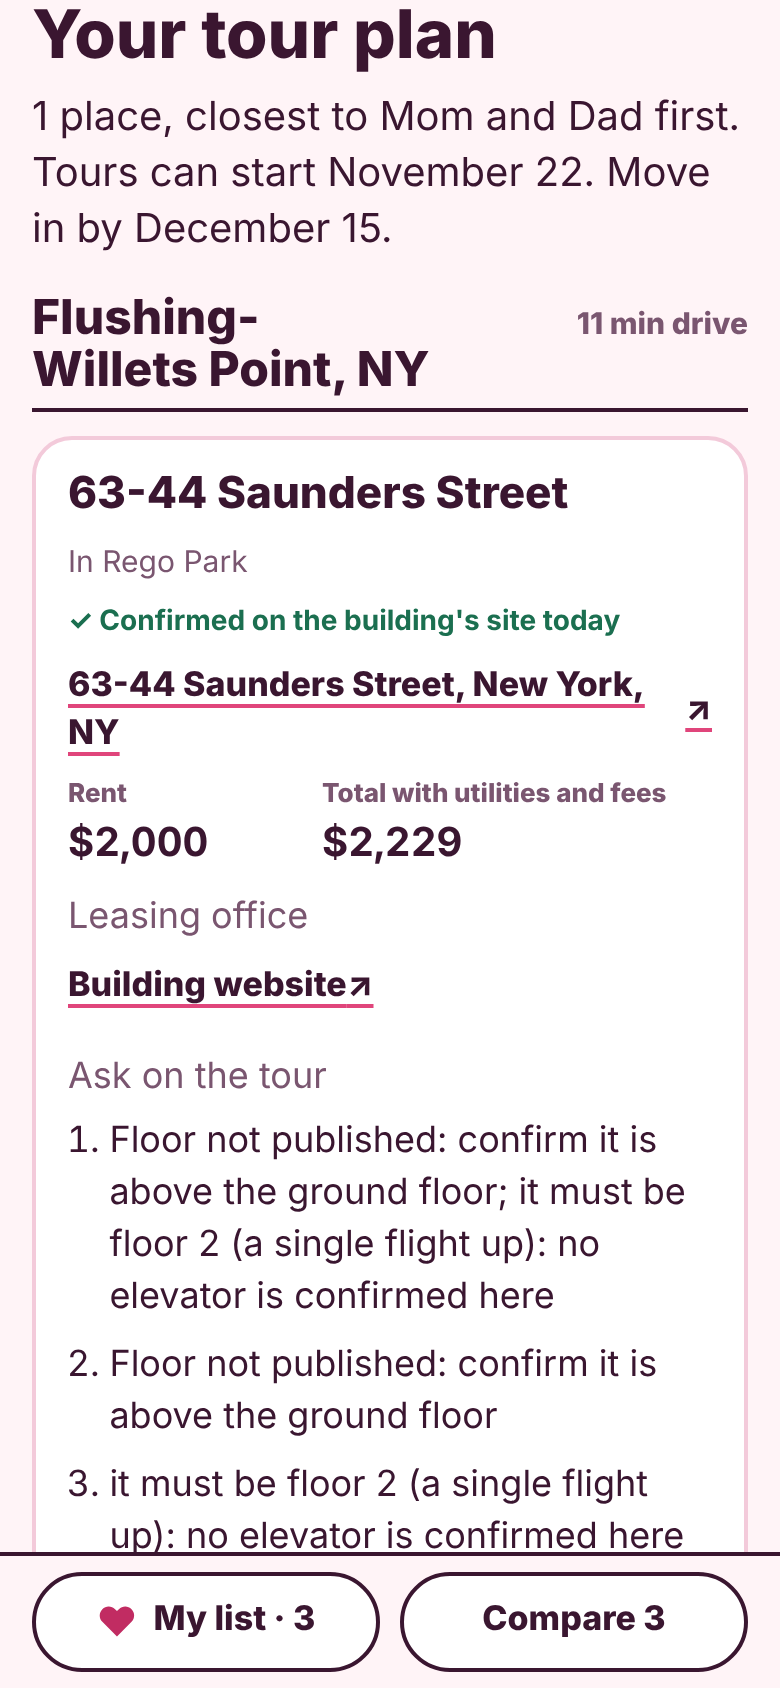 Your tour plan
1 place, closest to Mom and Dad first.
Tours can start November 22. Move
in by December 15.
Flushing-
Willets Point, NY
11 min drive
63-44 Saunders Street
In Rego Park
✓ Confirmed on the building's site today
63-44 Saunders Street, New York,
NY
↗
Rent
$2,000
Total with utilities and fees
$2,229
Leasing office
Building website↗
Ask on the tour
1. Floor not published: confirm it is
above the ground floor; it must be
floor 2 (a single flight up): no
elevator is confirmed here
2. Floor not published: confirm it is
above the ground floor
3. it must be floor 2 (a single flight
up): no elevator is confirmed here
My list · 3
Compare 3